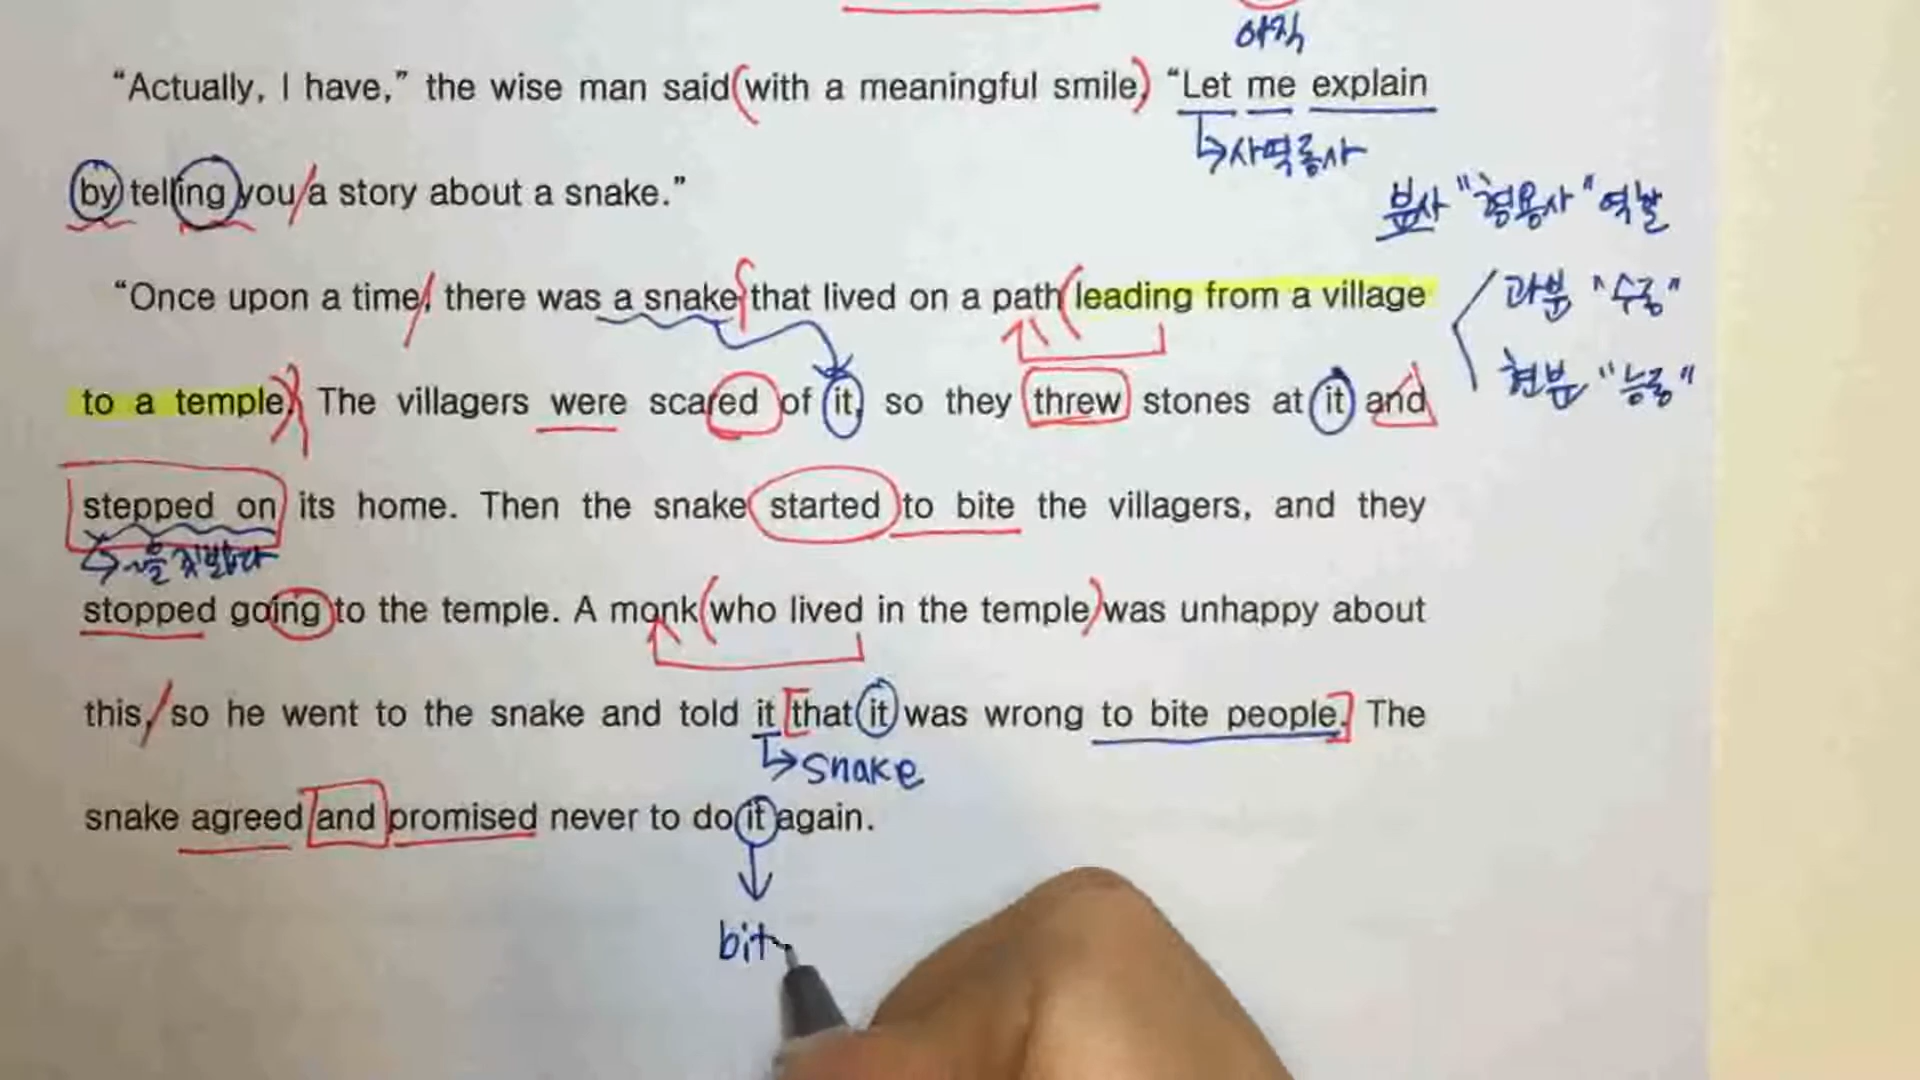 아직
“Actually, I have,” the wise man said with a meaningful smile. “Let me explain
↳사역동사
by telling you a story about a snake.”
분사 "형용사" 역할
“Once upon a time, there was a snake that lived on a path leading from a village
과분 "수동"
to a temple. The villagers were scared of it, so they threw stones at it and
현분 "능동"
stepped on its home. Then the snake started to bite the villagers, and they
↳~을 짓밟다
stopped going to the temple. A monk who lived in the temple was unhappy about
this, so he went to the snake and told it that it was wrong to bite people. The
↳snake
snake agreed and promised never to do it again.
bit